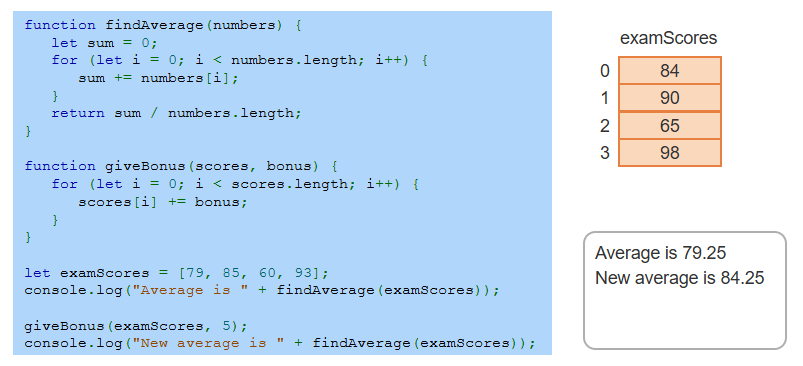 function findAverage(numbers) {
   let sum = 0;
   for (let i = 0; i < numbers.length; i++) {
      sum += numbers[i];
   }
   return sum / numbers.length;
}

function giveBonus(scores, bonus) {
   for (let i = 0; i < scores.length; i++) {
      scores[i] += bonus;
   }
}

let examScores = [79, 85, 60, 93];
console.log("Average is " + findAverage(examScores));

giveBonus(examScores, 5);
console.log("New average is " + findAverage(examScores));
examScores
0 84
1 90
2 65
3 98
Average is 79.25
New average is 84.25